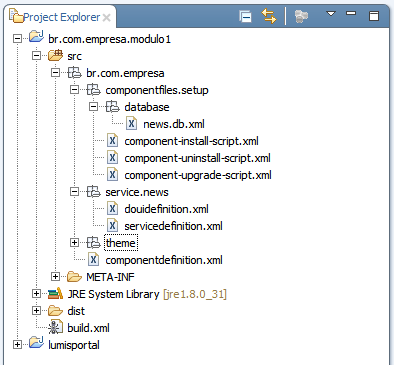 Project Explorer
br.com.empresa.modulo1
src
br.com.empresa
componentfiles.setup
database
news.db.xml
component-install-script.xml
component-uninstall-script.xml
component-upgrade-script.xml
service.news
douidefinition.xml
servicedefinition.xml
theme
componentdefinition.xml
META-INF
JRE System Library [jre1.8.0_31]
dist
build.xml
lumisportal